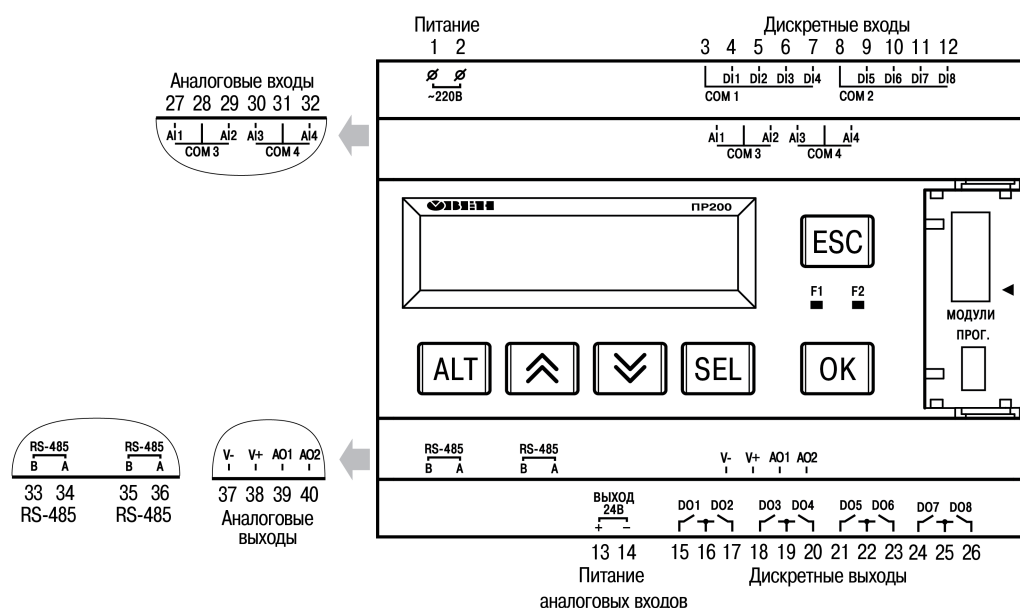 Питание
1 2
Дискретные входы
3 4 5 6 7 8 9 10 11 12
~220В
DI1 DI2 DI3 DI4 DI5 DI6 DI7 DI8
COM 1 COM 2
Аналоговые входы
27 28 29 30 31 32
AI1 AI2 AI3 AI4
COM 3 COM 4
AI1 AI2 AI3 AI4
COM 3 COM 4
ОВЕН ПР200
ESC
F1 F2
МОДУЛИ
ПРОГ.
ALT SEL OK
RS-485 RS-485
B A B A
33 34 35 36
RS-485 RS-485
V- V+ AO1 AO2
37 38 39 40
Аналоговые
выходы
RS-485 RS-485
B A B A
V- V+ AO1 AO2
ВЫХОД
24В
+ −
DO1 DO2 DO3 DO4 DO5 DO6 DO7 DO8
13 14 15 16 17 18 19 20 21 22 23 24 25 26
Питание
аналоговых входов
Дискретные выходы